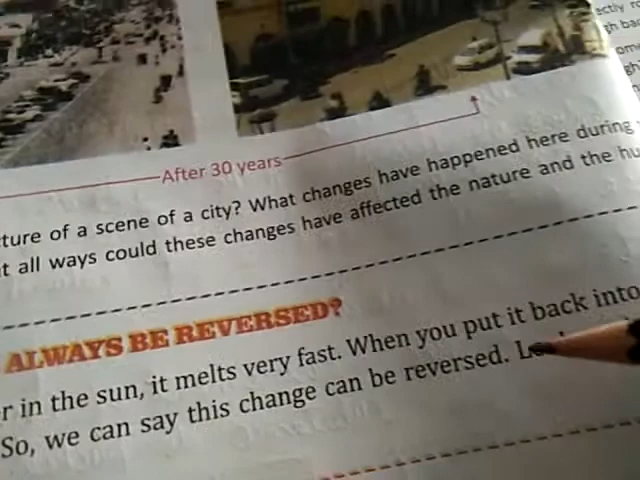 ectly
gh
After 30 years
ture of a scene of a city? What changes have happened here during
t all ways could these changes have affected the nature and the hu
ALWAYS BE REVERSED?
r in the sun, it melts very fast. When you put it back into
So, we can say this change can be reversed.